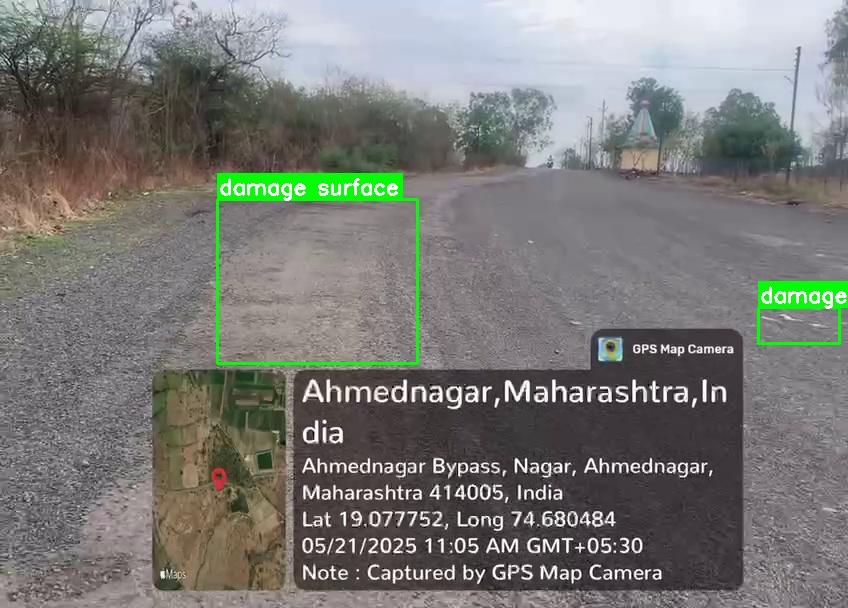 damage surface
damage
GPS Map Camera
Ahmednagar,Maharashtra,In
dia
Ahmednagar Bypass, Nagar, Ahmednagar,
Maharashtra 414005, India
Lat 19.077752, Long 74.680484
05/21/2025 11:05 AM GMT+05:30
Note : Captured by GPS Map Camera
Maps